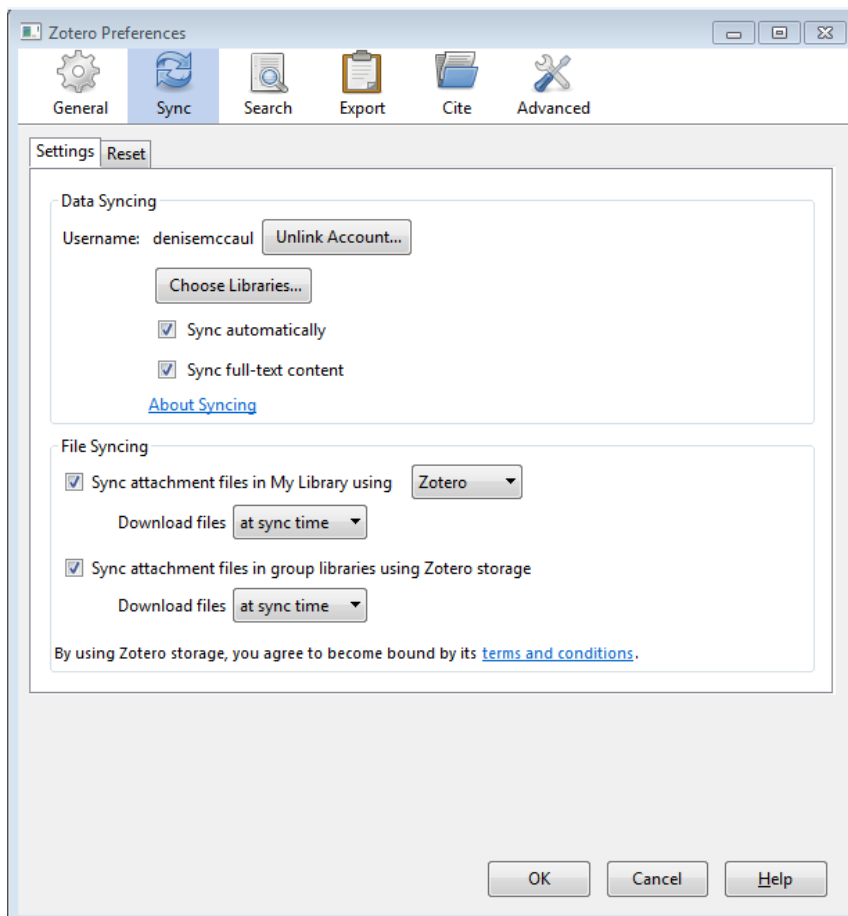 Zotero Preferences
General Sync Search Export Cite Advanced
Settings Reset
Data Syncing
Username: denisemccaul Unlink Account...
Choose Libraries...
Sync automatically
Sync full-text content
About Syncing
File Syncing
Sync attachment files in My Library using Zotero
Download files at sync time
Sync attachment files in group libraries using Zotero storage
Download files at sync time
By using Zotero storage, you agree to become bound by its terms and conditions.
OK Cancel Help